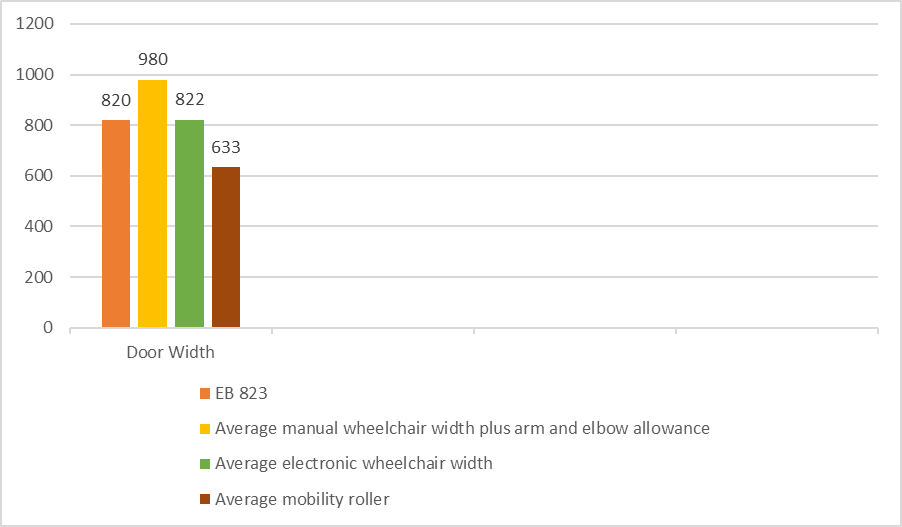 1200
1000
800
600
400
200
0
820
980
822
633
Door Width
EB 823
Average manual wheelchair width plus arm and elbow allowance
Average electronic wheelchair width
Average mobility roller